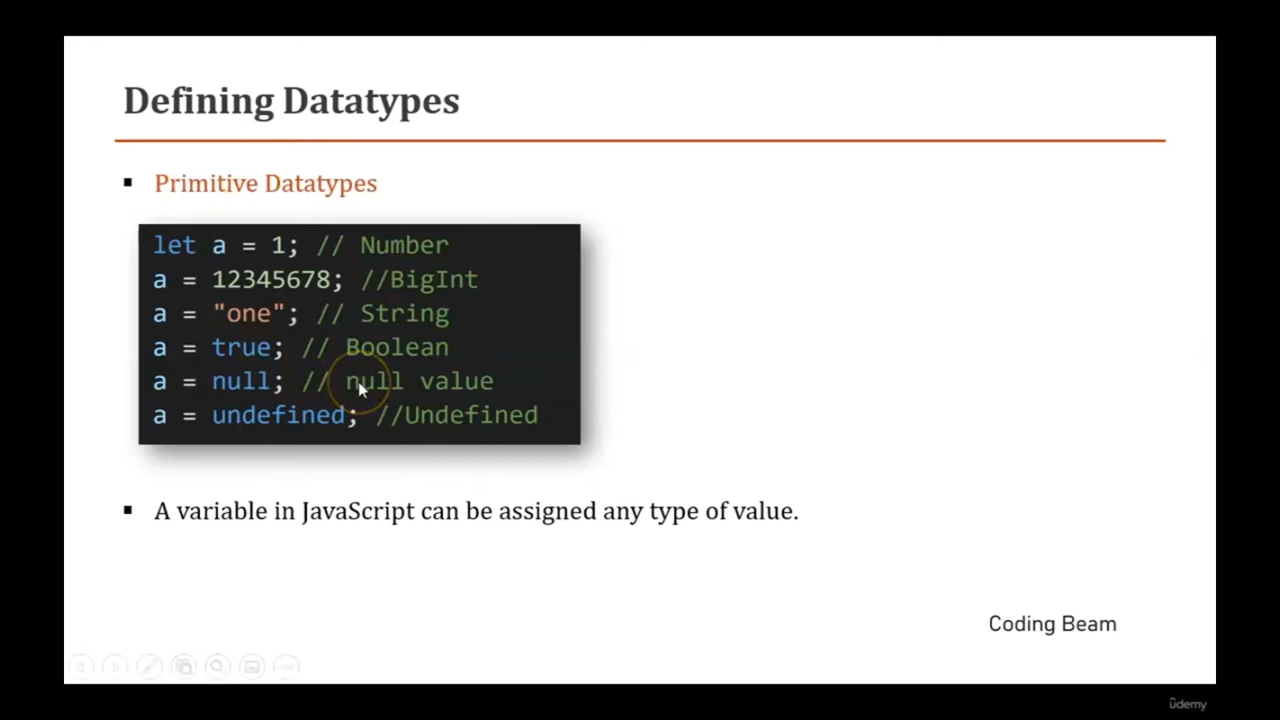 Defining Datatypes
▪ Primitive Datatypes
let a = 1; // Number
a = 12345678; //BigInt
a = "one"; // String
a = true; // Boolean
a = null; // null value
a = undefined; //Undefined
▪ A variable in JavaScript can be assigned any type of value.
Coding Beam
ûdemy